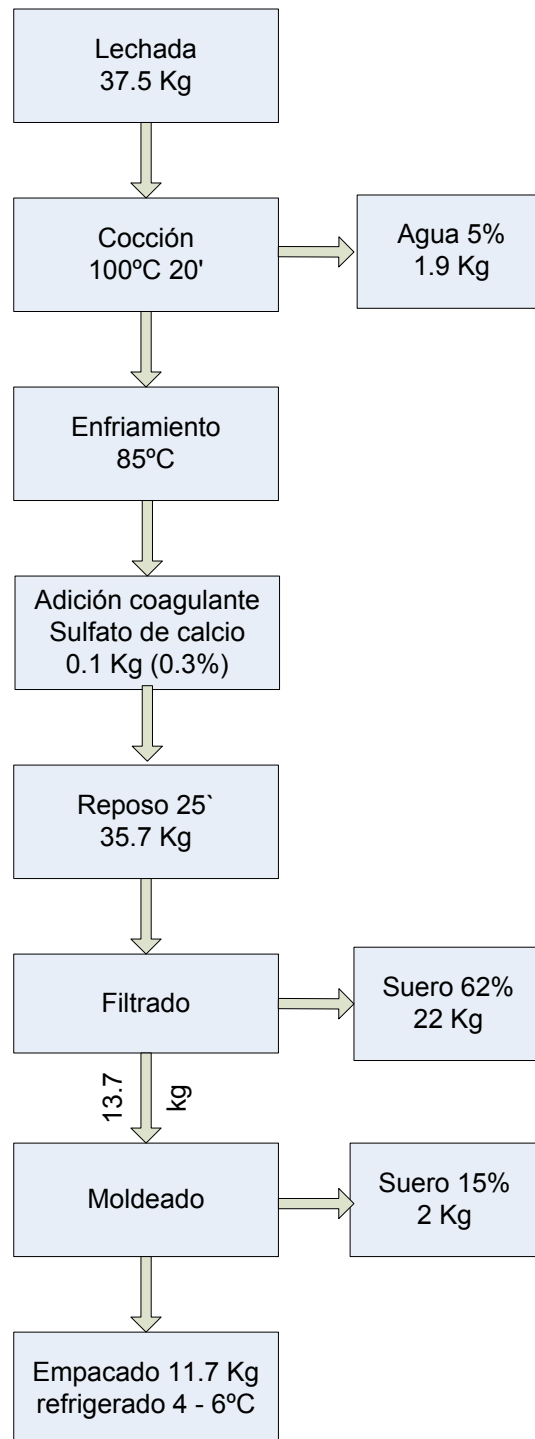 Lechada
37.5 Kg
Cocción
100ºC 20'
Agua 5%
1.9 Kg
Enfriamiento
85ºC
Adición coagulante
Sulfato de calcio
0.1 Kg (0.3%)
Reposo 25`
35.7 Kg
Filtrado
Suero 62%
22 Kg
13.7
kg
Moldeado
Suero 15%
2 Kg
Empacado 11.7 Kg
refrigerado 4 - 6ºC